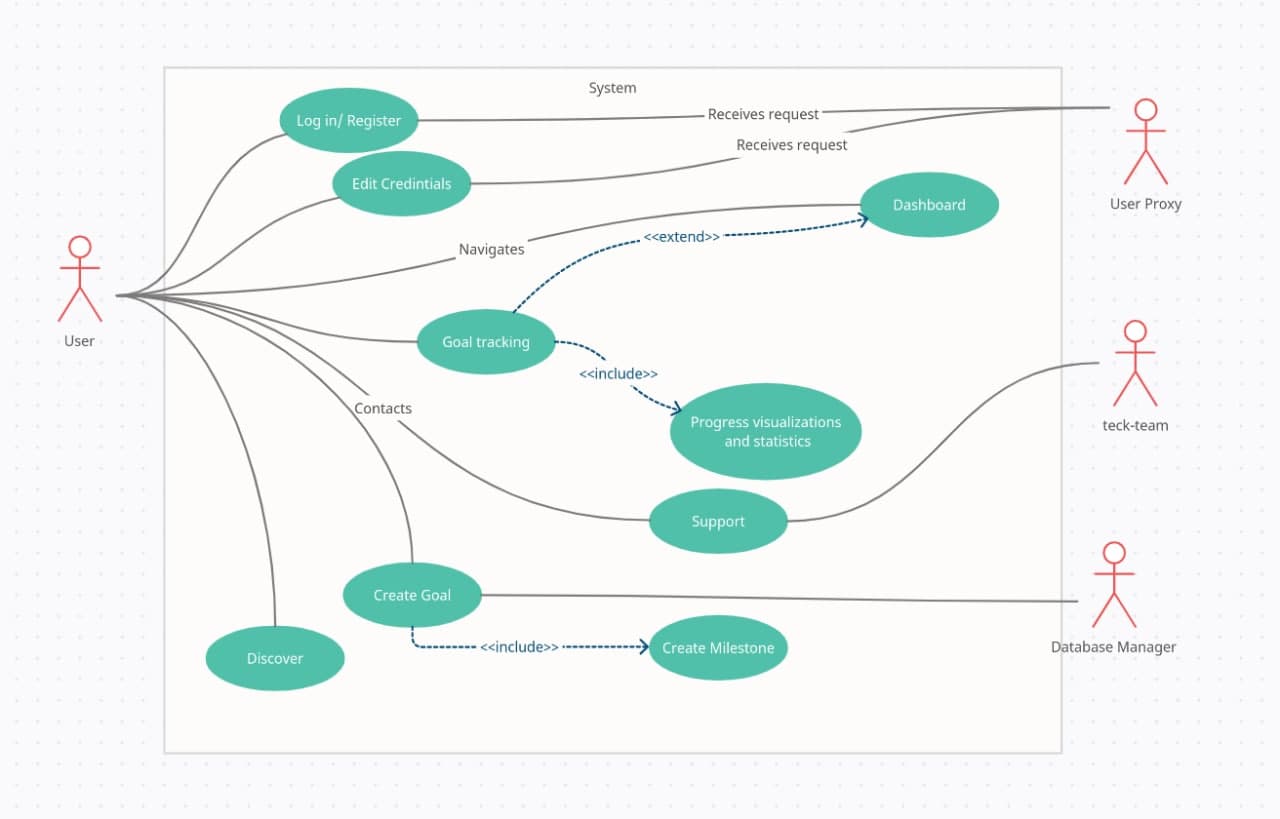 System
Log in/ Register
Receives request
Receives request
Edit Credintials
User Proxy
Dashboard
<<extend>>
Navigates
User
Goal tracking
<<include>>
Contacts
Progress visualizations
and statistics
teck-team
Support
Create Goal
Database Manager
<<include>>
Create Milestone
Discover